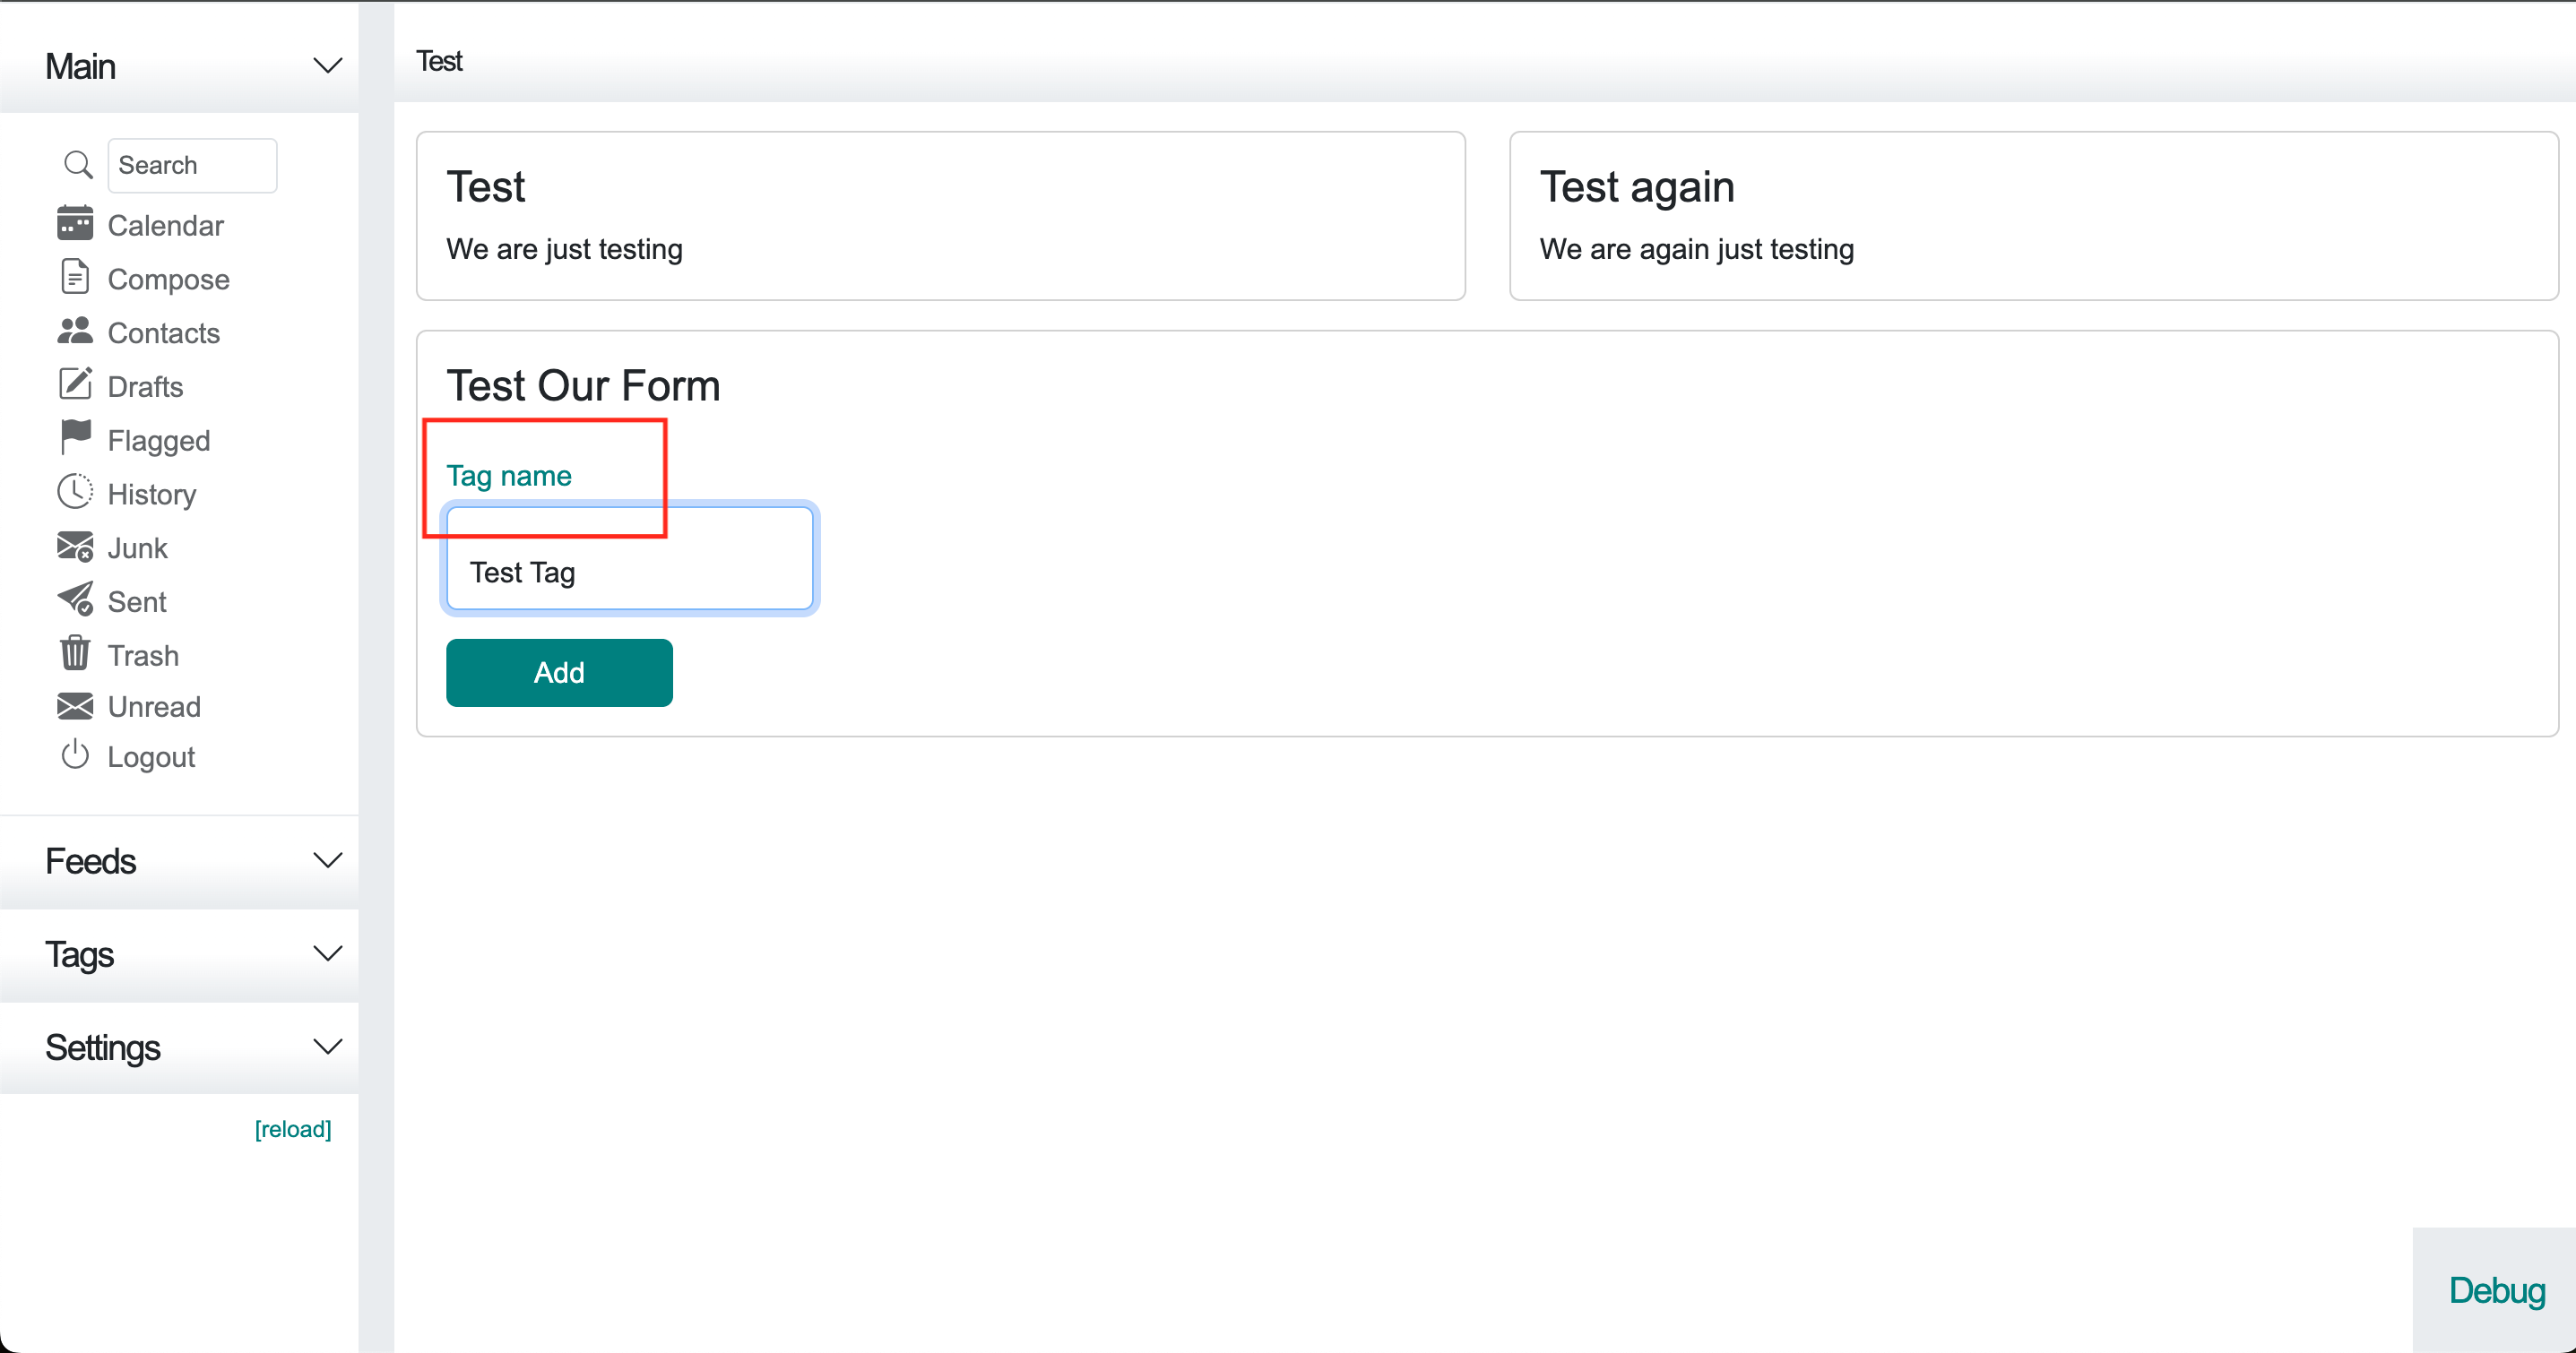 Main
Search
Calendar
Compose
Contacts
Drafts
Flagged
History
Junk
Sent
Trash
Unread
Logout
Feeds
Tags
Settings
[reload]
Test
Test
We are just testing
Test again
We are again just testing
Test Our Form
Tag name
Test Tag
Add
Debug